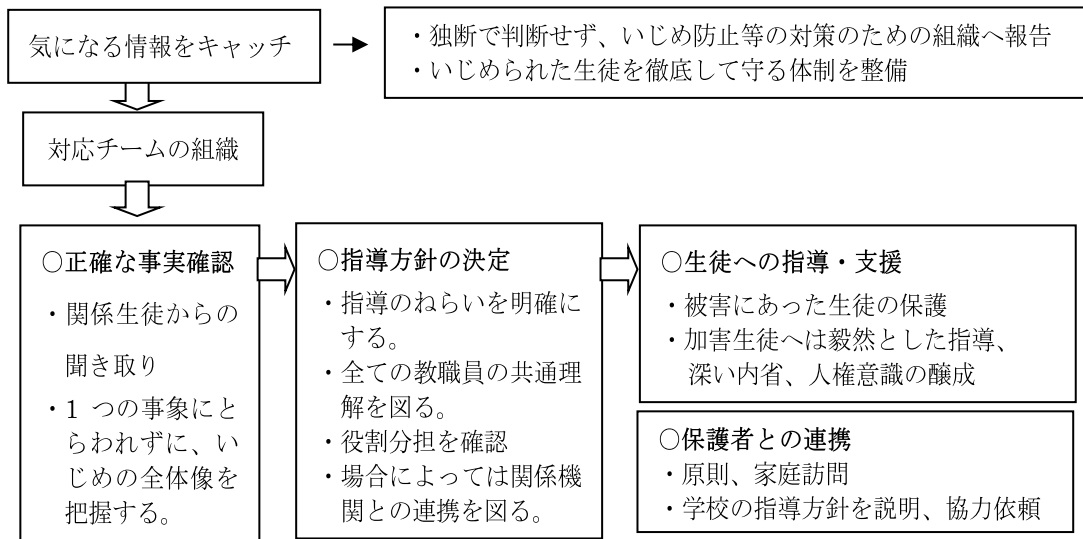 気になる情報をキャッチ
・独断で判断せず、いじめ防止等の対策のための組織へ報告
・いじめられた生徒を徹底して守る体制を整備
対応チームの組織
○正確な事実確認
・関係生徒からの
聞き取り
・1 つの事象にと
らわれずに、い
じめの全体像を
把握する。
○指導方針の決定
・指導のねらいを明確に
する。
・全ての教職員の共通理
解を図る。
・役割分担を確認
・場合によっては関係機
関との連携を図る。
○生徒への指導・支援
・被害にあった生徒の保護
・加害生徒へは毅然とした指導、
深い内省、人権意識の醸成
○保護者との連携
・原則、家庭訪問
・学校の指導方針を説明、協力依頼